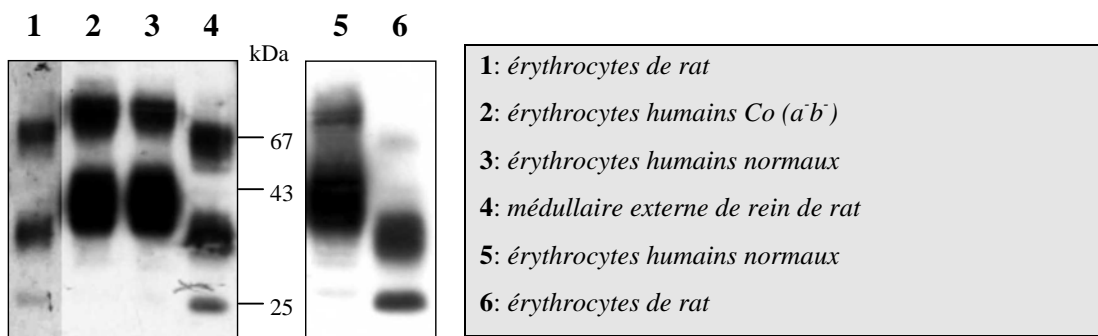 1 2 3 4 5 6
kDa
67
43
25
1: érythrocytes de rat
2: érythrocytes humains Co (a-b-)
3: érythrocytes humains normaux
4: médullaire externe de rein de rat
5: érythrocytes humains normaux
6: érythrocytes de rat